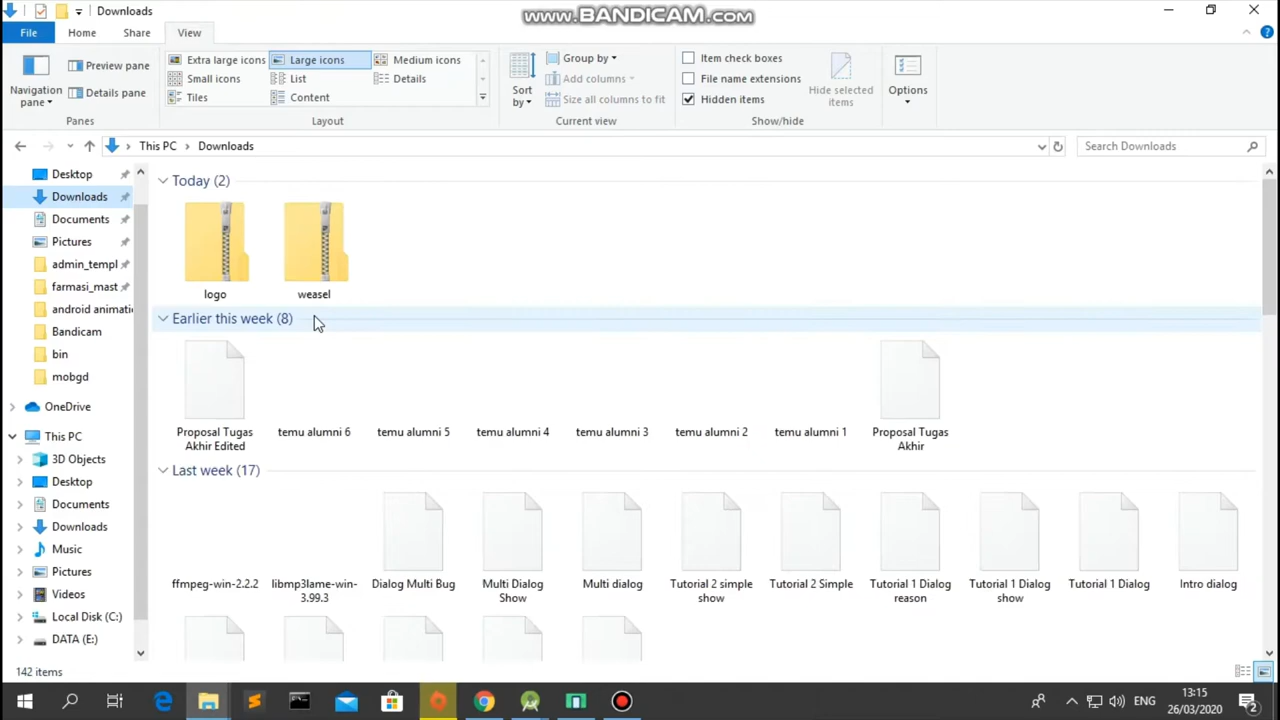 Downloads
www.BANDICAM.com
File
Home
Share
View
Navigation
pane
Preview pane
Details pane
Panes
Extra large icons
Large icons
Medium icons
Small icons
List
Details
Tiles
Content
Layout
Sort
by
Group by
Add columns
Size all columns to fit
Current view
Item check boxes
File name extensions
Hidden items
Hide selected
items
Show/hide
Options
This PC
Downloads
Search Downloads
Desktop
Downloads
Documents
Pictures
admin_templ
farmasi_mast
android animati
Bandicam
bin
mobgd
OneDrive
This PC
3D Objects
Desktop
Documents
Downloads
Music
Pictures
Videos
Local Disk (C:)
DATA (E:)
Today (2)
logo
weasel
Earlier this week (8)
Proposal Tugas
Akhir Edited
temu alumni 6
temu alumni 5
temu alumni 4
temu alumni 3
temu alumni 2
temu alumni 1
Proposal Tugas
Akhir
Last week (17)
ffmpeg-win-2.2.2
libmp3lame-win-
3.99.3
Dialog Multi Bug
Multi Dialog
Show
Multi dialog
Tutorial 2 simple
show
Tutorial 2 Simple
Tutorial 1 Dialog
reason
Tutorial 1 Dialog
show
Tutorial 1 Dialog
Intro dialog
142 items
ENG
13:15
26/03/2020
2